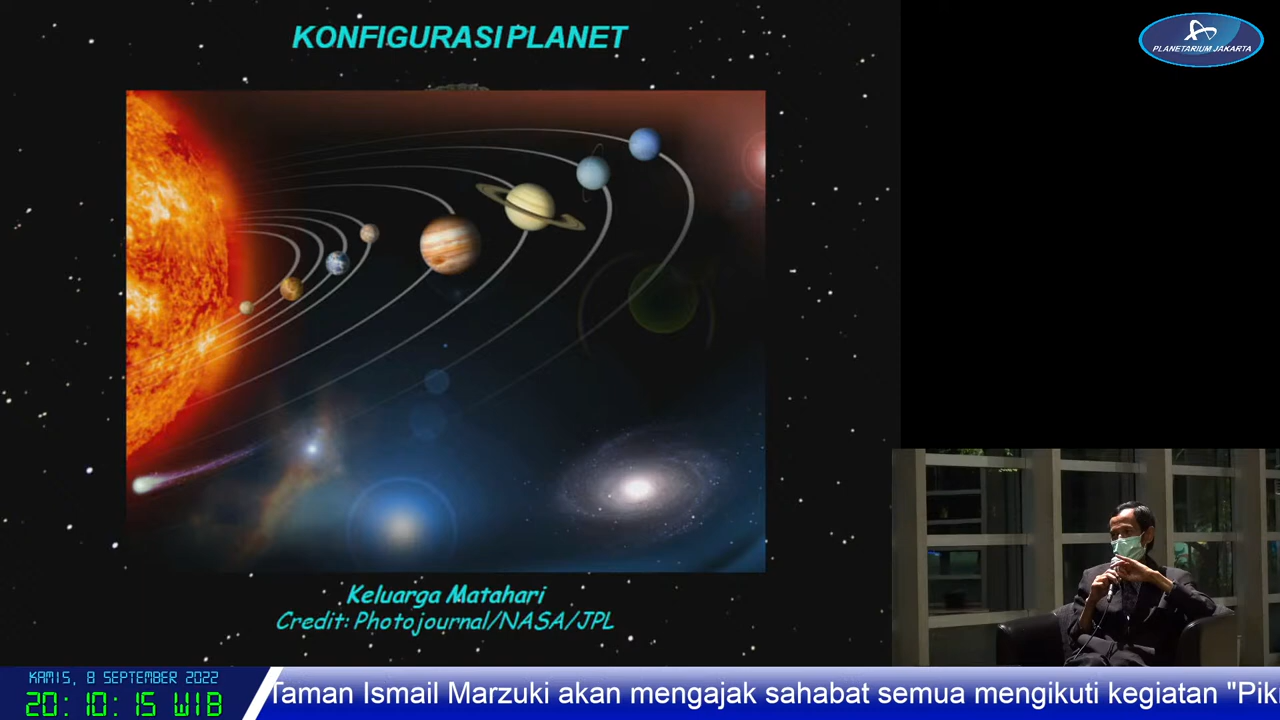 KONFIGURASI PLANET
PLANETARIUM JAKARTA
Keluarga Matahari
Credit: Photojournal/NASA/JPL
KAMIS, 8 SEPTEMBER 2022
20:10:15 WIB
Taman Ismail Marzuki akan mengajak sahabat semua mengikuti kegiatan "Pik